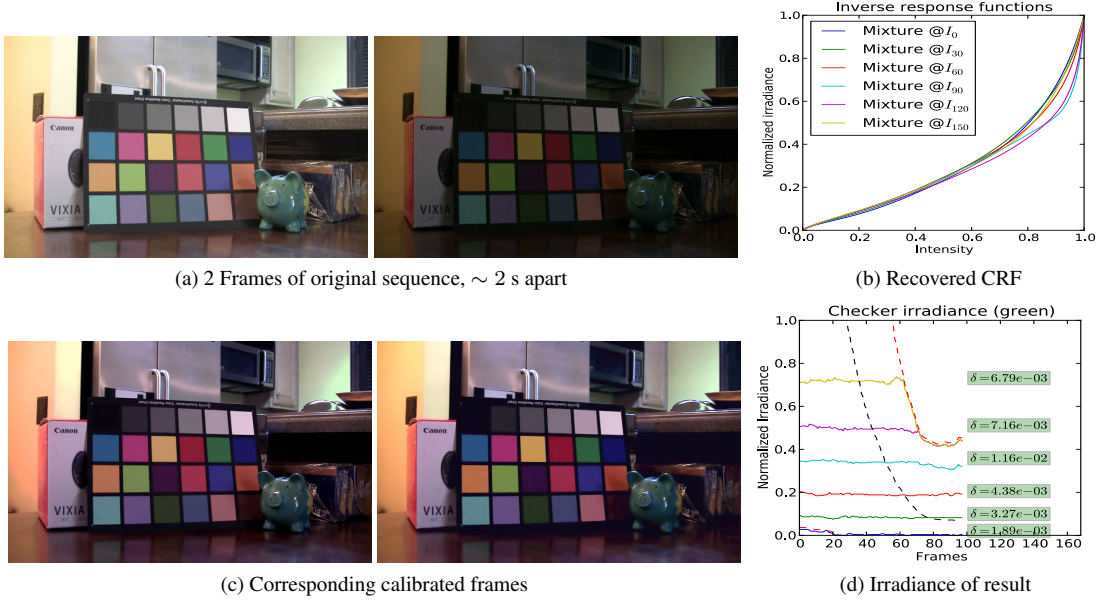 Canon
VIXIA
Canon
VIXIA
(a) 2 Frames of original sequence, ∼ 2 s apart
Inverse response functions
Normalized irradiance
1.0
0.8
0.6
0.4
0.2
0.0
Mixture @I₀
Mixture @I₃₀
Mixture @I₆₀
Mixture @I₉₀
Mixture @I₁₂₀
Mixture @I₁₅₀
0.0 0.2 0.4 0.6 0.8 1.0
Intensity
(b) Recovered CRF
Canon
VIXIA
Canon
VIXIA
(c) Corresponding calibrated frames
Checker irradiance (green)
Normalized Irradiance
1.0
0.8
0.6
0.4
0.2
0.0
δ=6.79e−03
δ=7.16e−03
δ=1.16e−02
δ=4.38e−03
δ=3.27e−03
δ=1.89e−03
0 20 40 60 80 100 120 140 160
Frames
(d) Irradiance of result